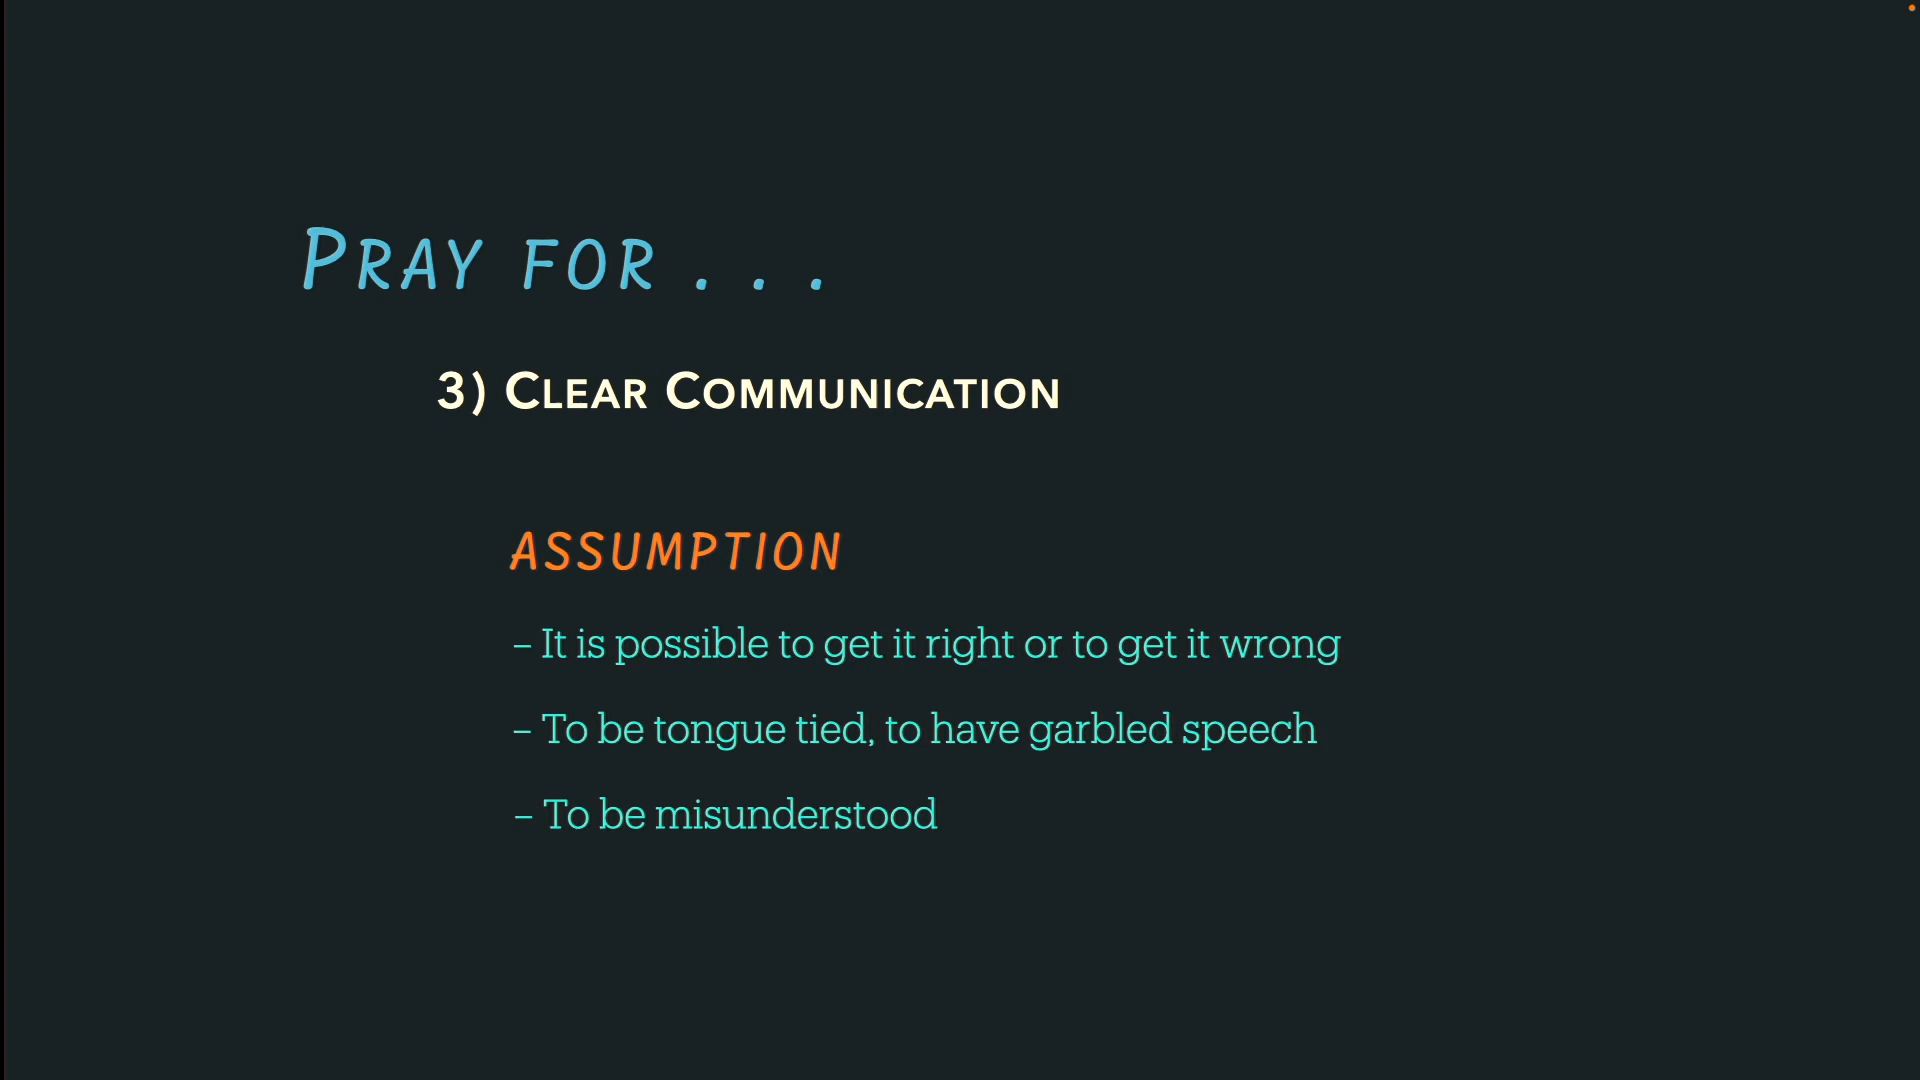 Pray for . . .
3) Clear Communication
ASSUMPTION
– It is possible to get it right or to get it wrong
– To be tongue tied, to have garbled speech
– To be misunderstood